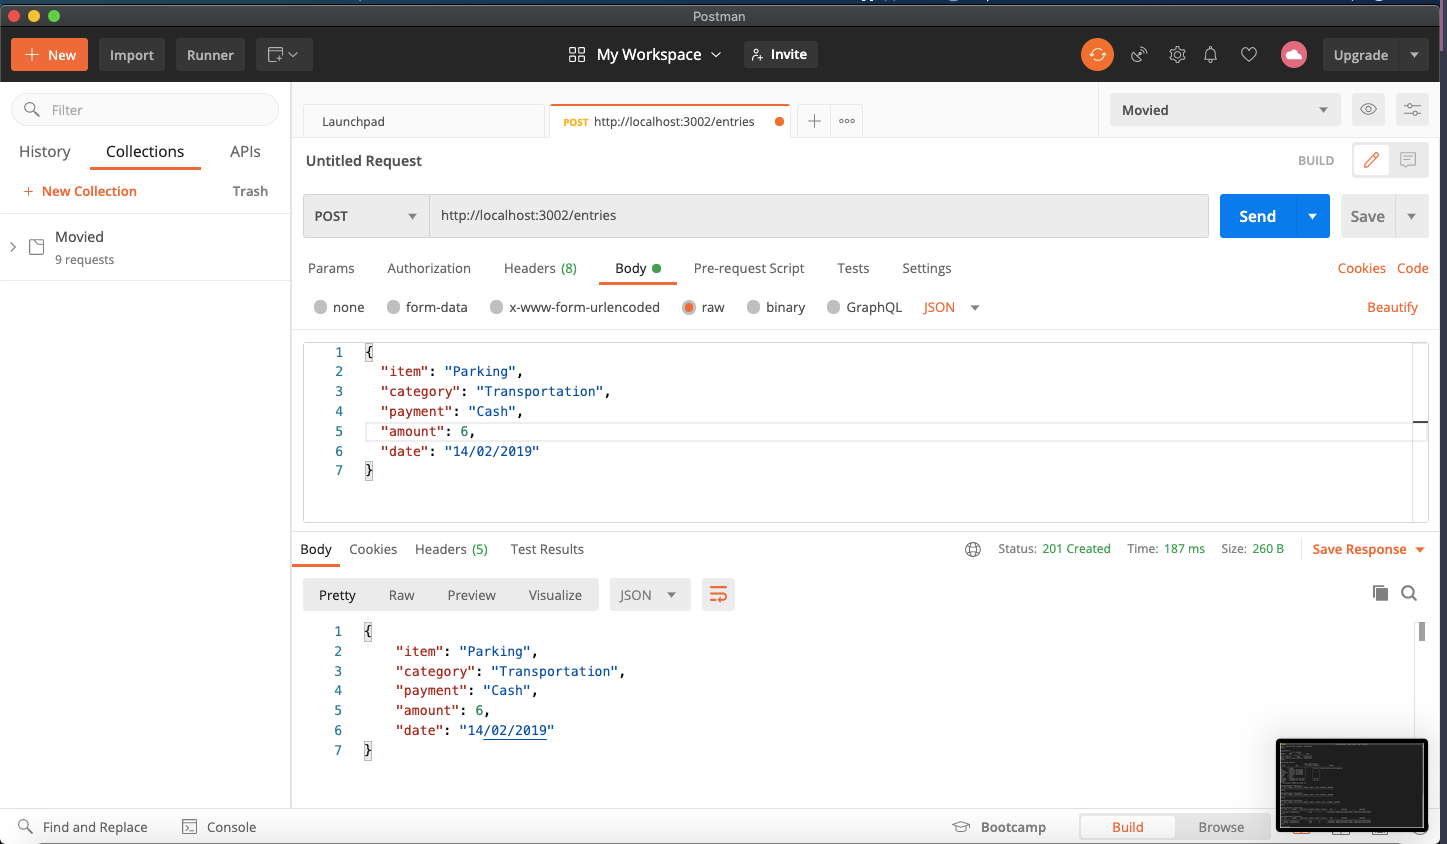 Postman
New
Import
Runner
My Workspace
Invite
Upgrade
Filter
History
Collections
APIs
New Collection
Trash
Movied
9 requests
Launchpad
POST http://localhost:3002/entries
Movied
Untitled Request
BUILD
POST
http://localhost:3002/entries
Send
Save
Params
Authorization
Headers (8)
Body
Pre-request Script
Tests
Settings
Cookies
Code
none
form-data
x-www-form-urlencoded
raw
binary
GraphQL
JSON
Beautify
1 {
2 "item": "Parking",
3 "category": "Transportation",
4 "payment": "Cash",
5 "amount": 6,
6 "date": "14/02/2019"
7 }
Body
Cookies
Headers (5)
Test Results
Status: 201 Created
Time: 187 ms
Size: 260 B
Save Response
Pretty
Raw
Preview
Visualize
JSON
1 {
2 "item": "Parking",
3 "category": "Transportation",
4 "payment": "Cash",
5 "amount": 6,
6 "date": "14/02/2019"
7 }
Find and Replace
Console
Bootcamp
Build
Browse